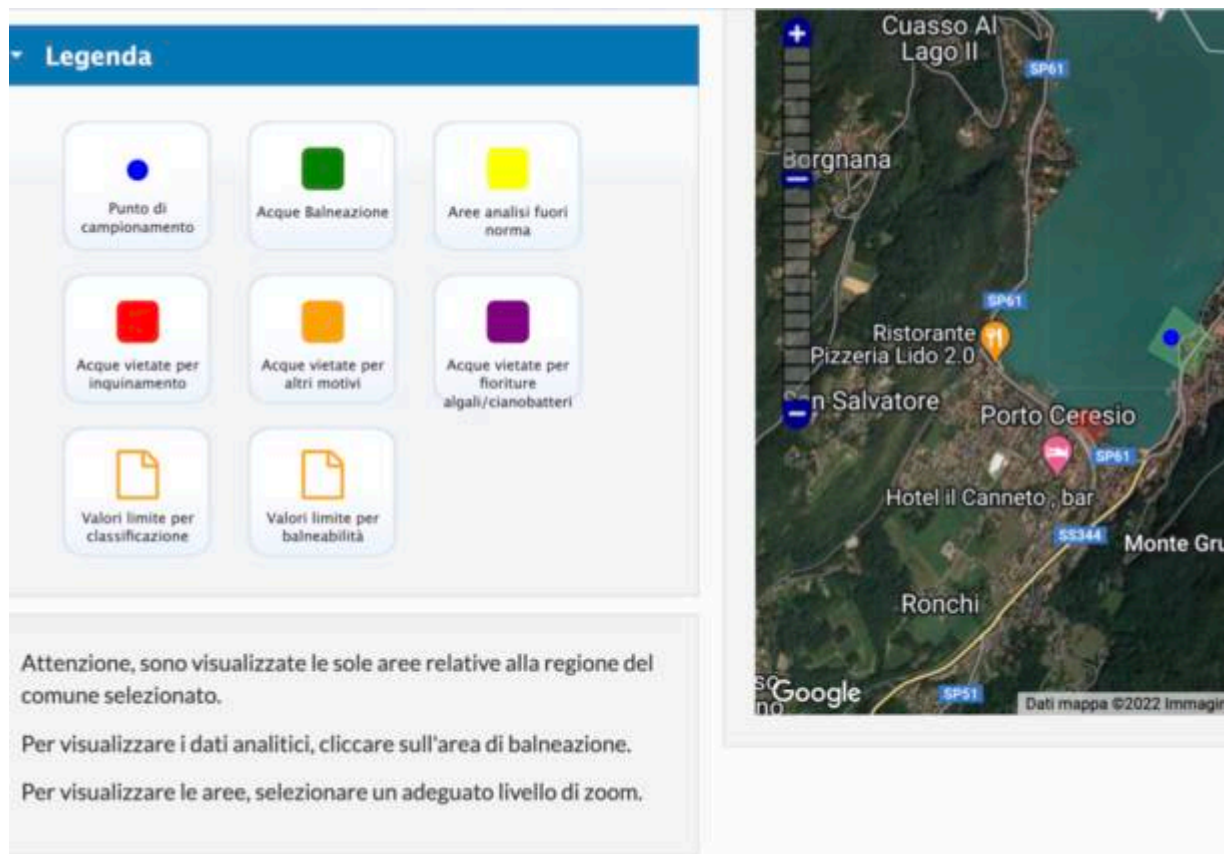 Legenda
Punto di
campionamento
Acque Balneazione
Aree analisi fuori
norma
Acque vietate per
inquinamento
Acque vietate per
altri motivi
Acque vietate per
fioriture
algali/cianobatteri
Valori limite per
classificazione
Valori limite per
balneabilità
Attenzione, sono visualizzate le sole aree relative alla regione del
comune selezionato.
Per visualizzare i dati analitici, cliccare sull'area di balneazione.
Per visualizzare le aree, selezionare un adeguato livello di zoom.
Cuasso Al
Lago II
SP61
Borgnana
SP61
Ristorante
Pizzeria Lido 2.0
San Salvatore
Porto Ceresio
SP61
Hotel il Canneto , bar
SS344
Monte Gru
Ronchi
SP51
Google
Dati mappa ©2022 Immagin